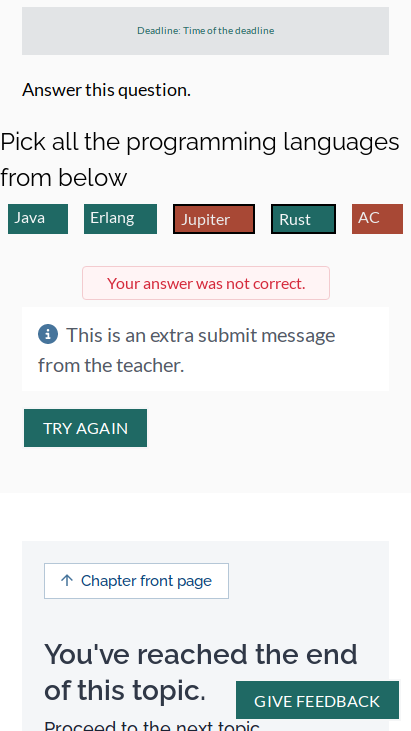 Deadline: Time of the deadline
Answer this question.
Pick all the programming languages
from below
Java
Erlang
Jupiter
Rust
AC
Your answer was not correct.
This is an extra submit message
from the teacher.
TRY AGAIN
Chapter front page
You've reached the end
of this topic.
GIVE FEEDBACK
Proceed to the next topic